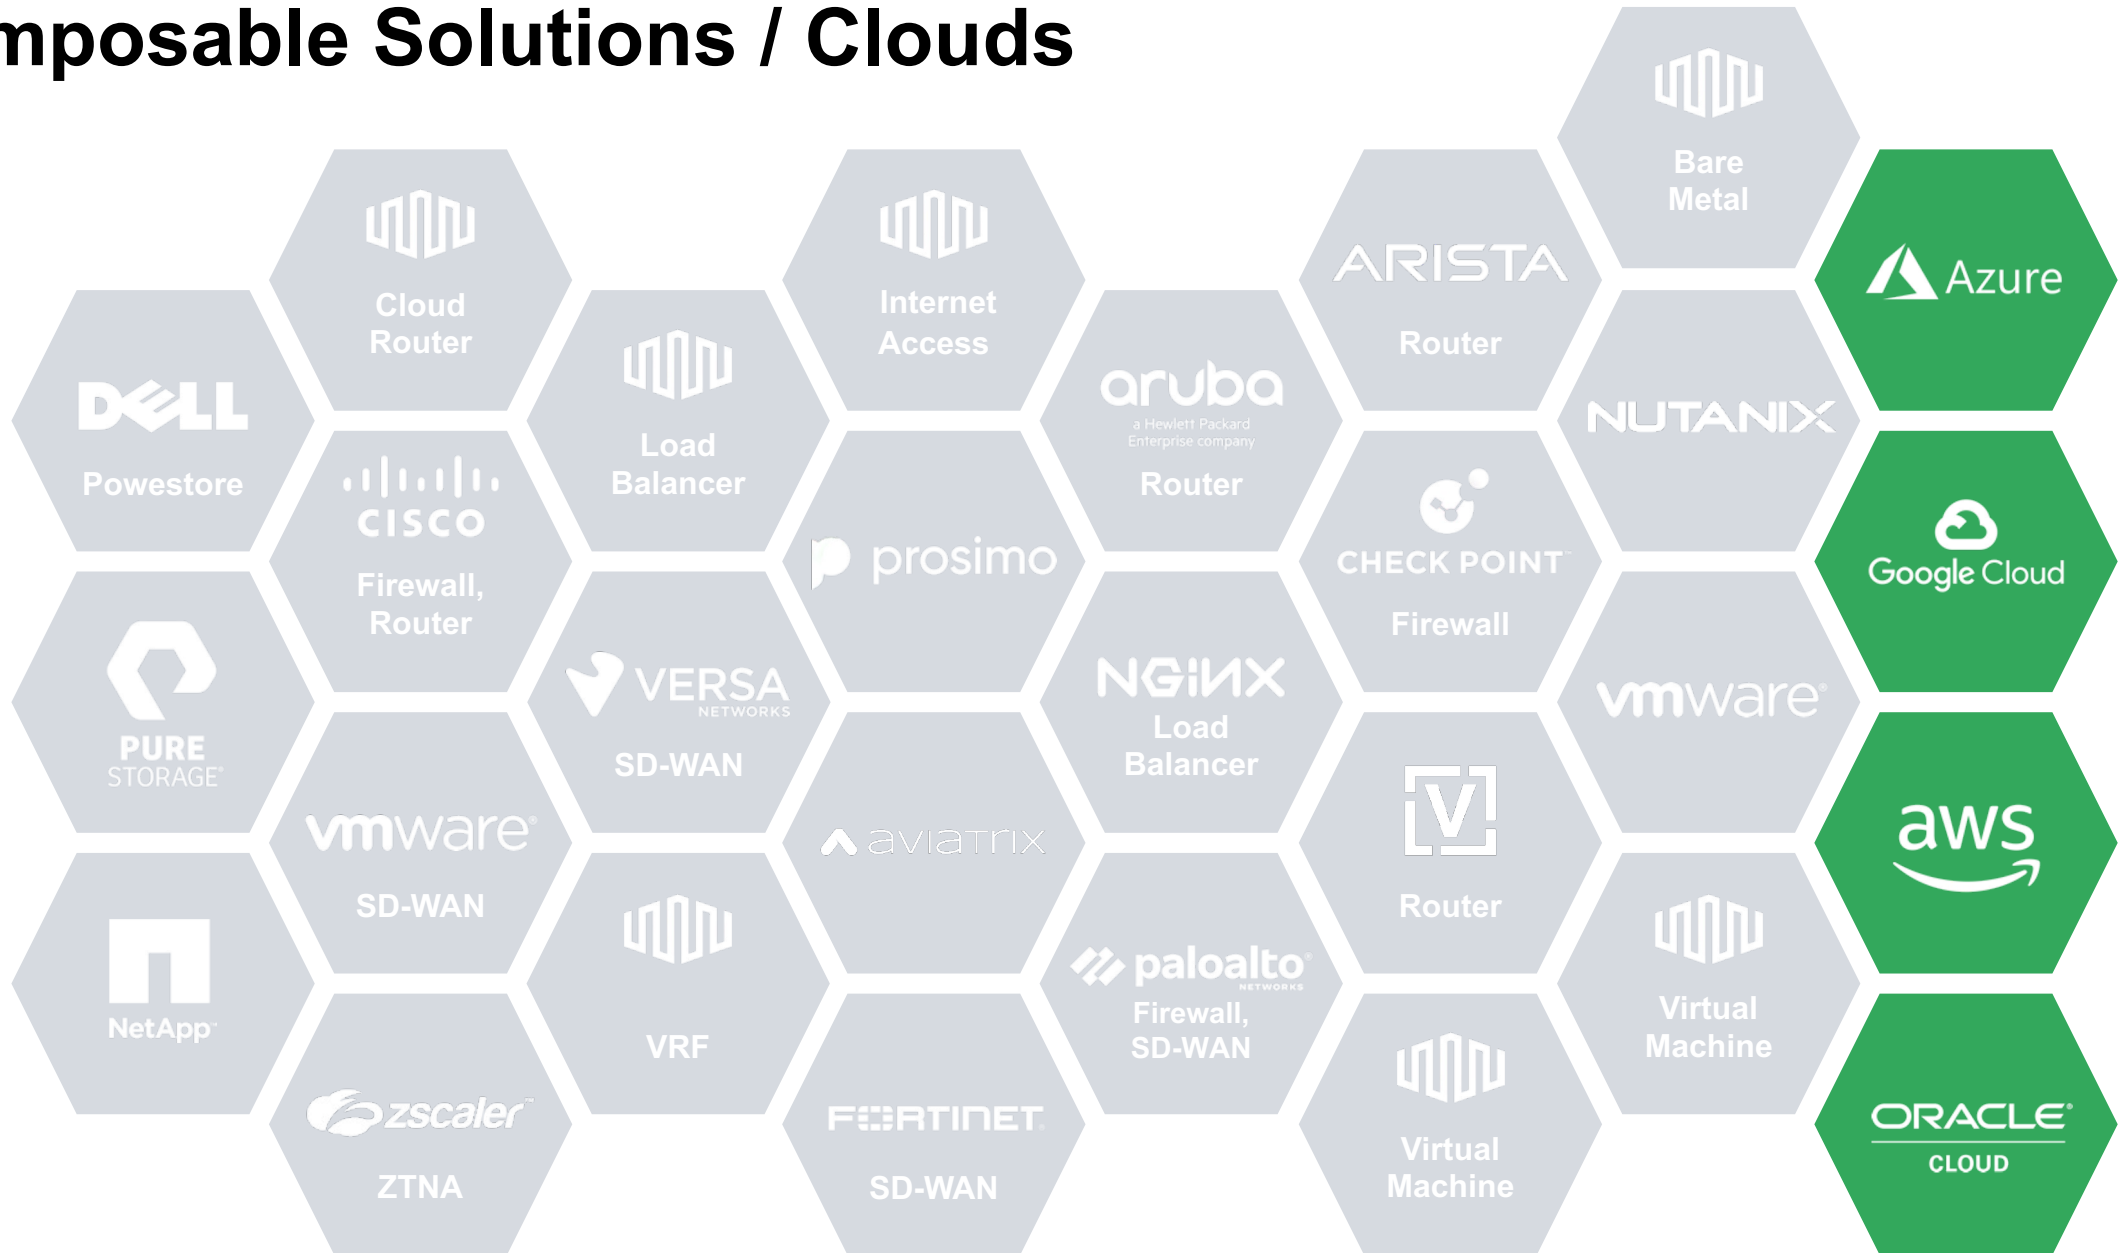 mposable Solutions / Clouds
Bare
Metal
Cloud
Router
Internet
Access
ARISTA
Router
Azure
DELL
Powestore
Load
Balancer
aruba
a Hewlett Packard
Enterprise company
Router
NUTANIX
CISCO
Firewall,
Router
prosimo
CHECK POINT™
Firewall
Google Cloud
PURE
STORAGE®
VERSA
NETWORKS
SD-WAN
NGINX
Load
Balancer
vmware®
vmware®
SD-WAN
aviatrix
V
Router
aws
NetApp™
VRF
paloalto®
NETWORKS
Firewall,
SD-WAN
Virtual
Machine
zscaler™
ZTNA
FORTINET®
SD-WAN
Virtual
Machine
ORACLE®
CLOUD